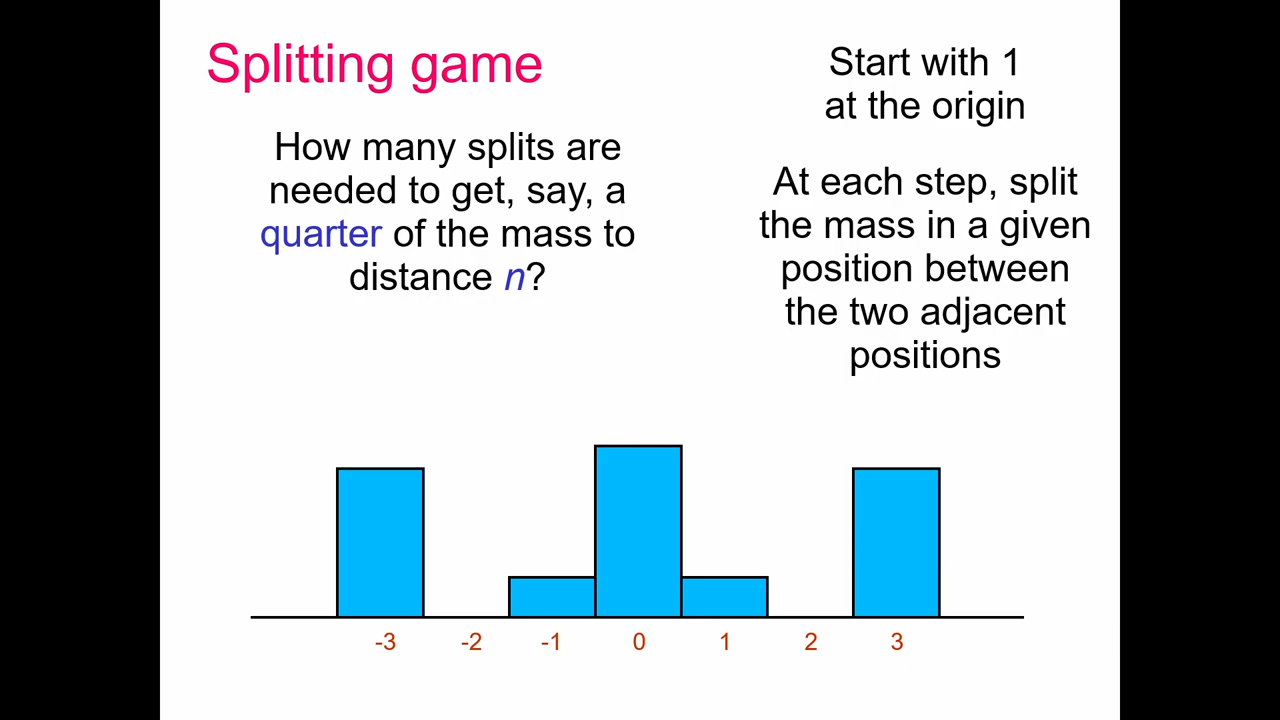 Splitting game
How many splits are
needed to get, say, a
quarter of the mass to
distance n?
Start with 1
at the origin
At each step, split
the mass in a given
position between
the two adjacent
positions
-3 -2 -1 0 1 2 3